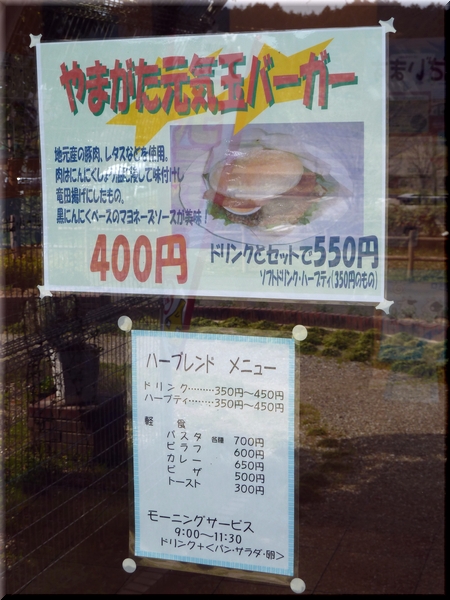 やまがた元気玉バーガー
地元産の豚肉、レタスなどを使用。
肉はにんにくしょうゆに浸して味付けし
竜田揚げにしたもの。
黒にんにくベースのマヨネーズソースが美味!
400円
ドリンクとセットで550円
ソフトドリンク・ハーブティ(350円のもの)
ハーブレンド メニュー
ドリンク………350円〜450円
ハーブティ……350円〜450円
軽食
パスタ 各種 700円
ピラフ 600円
カレー 650円
ピザ 500円
トースト 300円
モーニングサービス
9:00〜11:30
ドリンク+<パン・サラダ・卵>